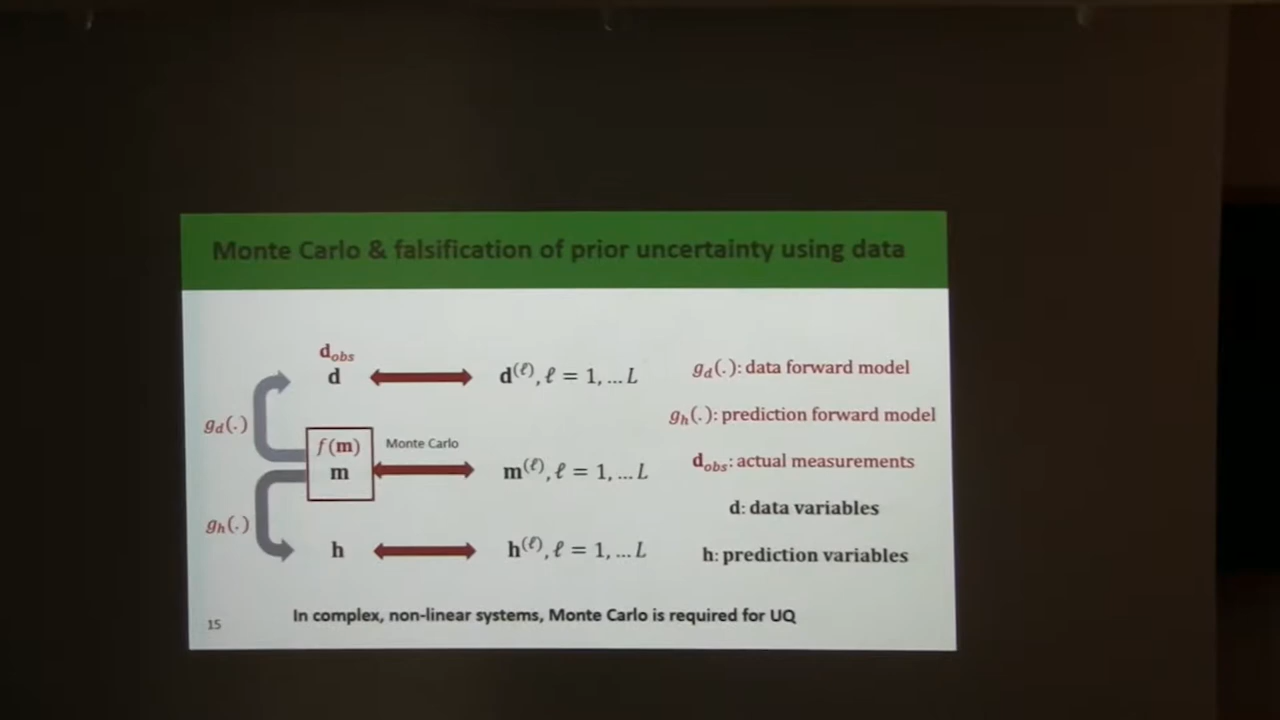 Monte Carlo & falsification of prior uncertainty using data
d_obs
d
d^(ℓ), ℓ = 1, … L
g_d(.)
f(m)
m
Monte Carlo
m^(ℓ), ℓ = 1, … L
g_h(.)
h
h^(ℓ), ℓ = 1, … L
g_d(.): data forward model
g_h(.): prediction forward model
d_obs: actual measurements
d: data variables
h: prediction variables
In complex, non-linear systems, Monte Carlo is required for UQ
15